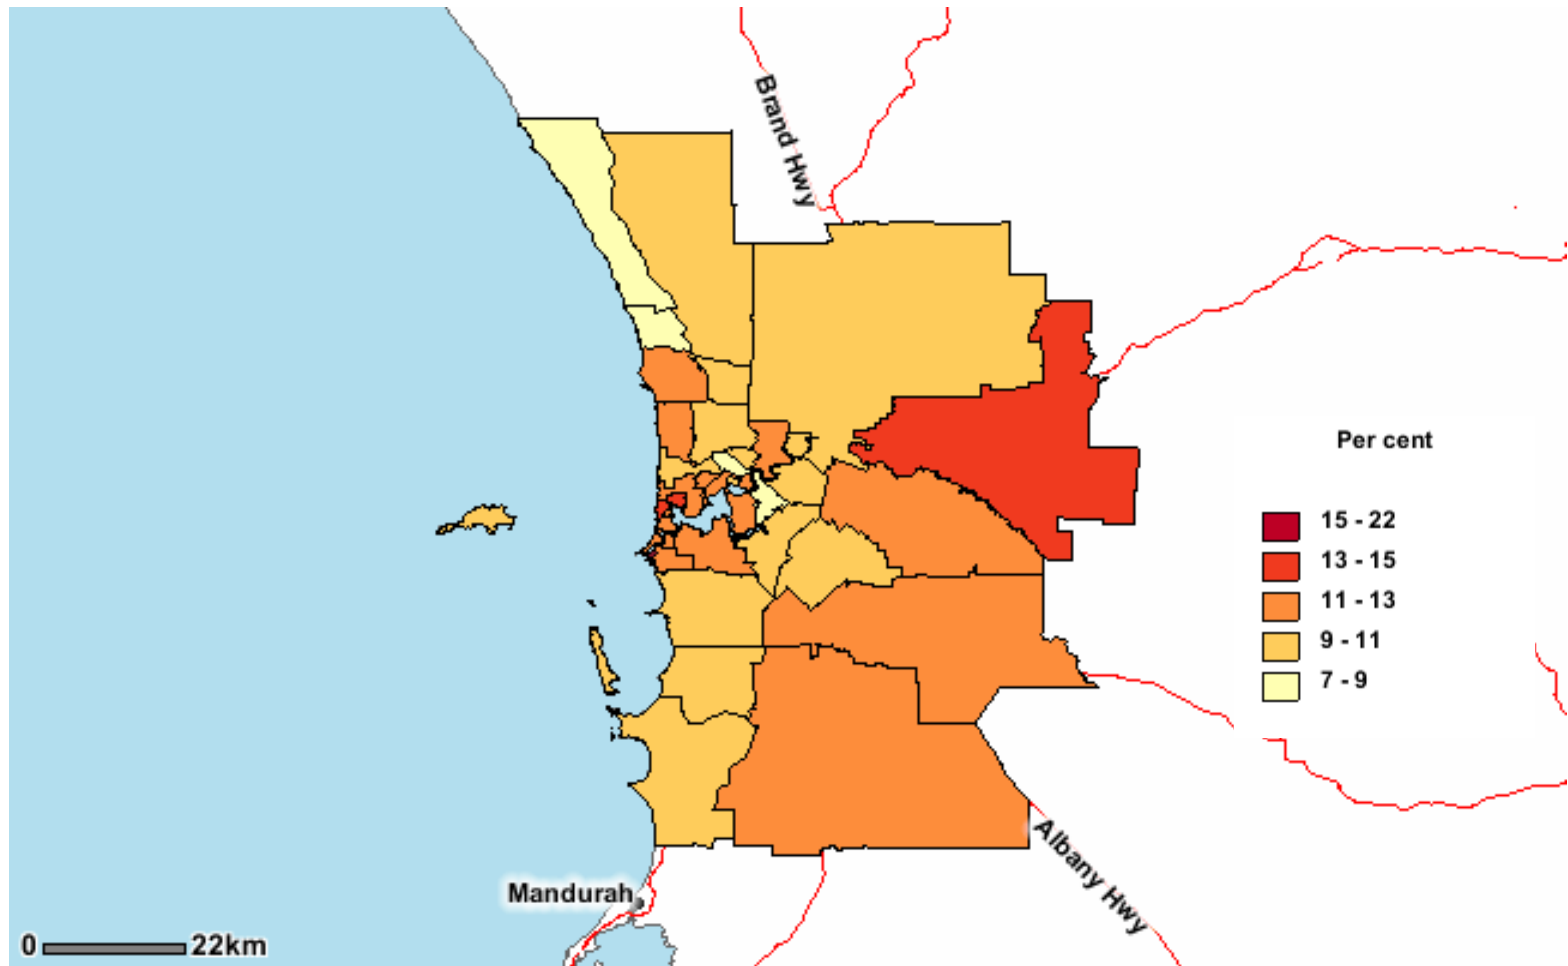 Brand Hwy
Per cent
15 - 22
13 - 15
11 - 13
9 - 11
7 - 9
Albany Hwy
Mandurah
0 22km